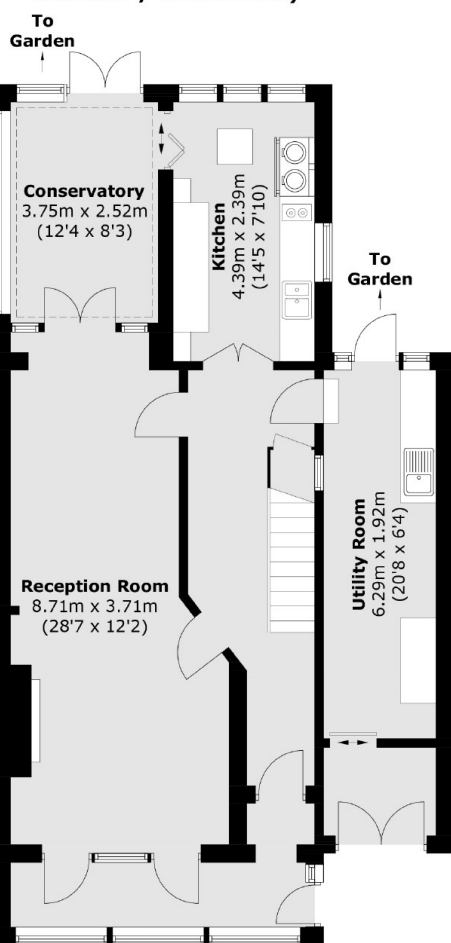 To
Garden
Conservatory
3.75m x 2.52m
(12'4 x 8'3)
Kitchen
4.39m x 2.39m
(14'5 x 7'10)
To
Garden
Reception Room
8.71m x 3.71m
(28'7 x 12'2)
Utility Room
6.29m x 1.92m
(20'8 x 6'4)